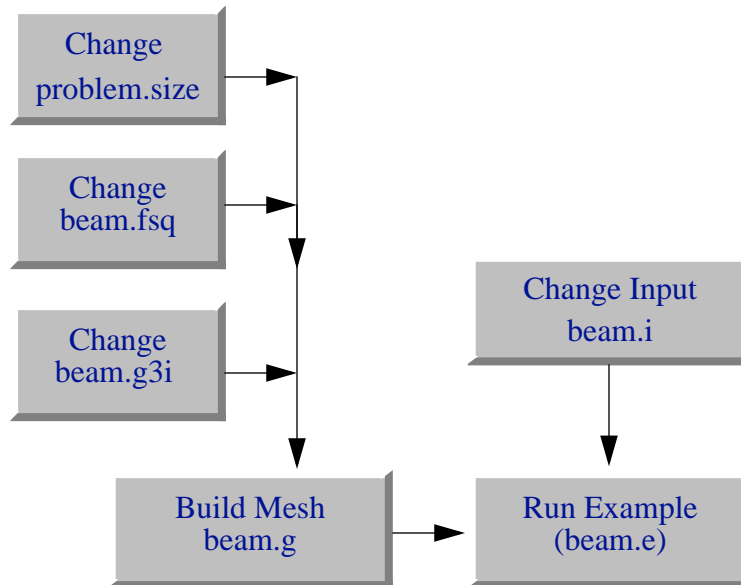 Change
problem.size
Change
beam.fsq
Change
beam.g3i
Change Input
beam.i
Build Mesh
beam.g
Run Example
(beam.e)